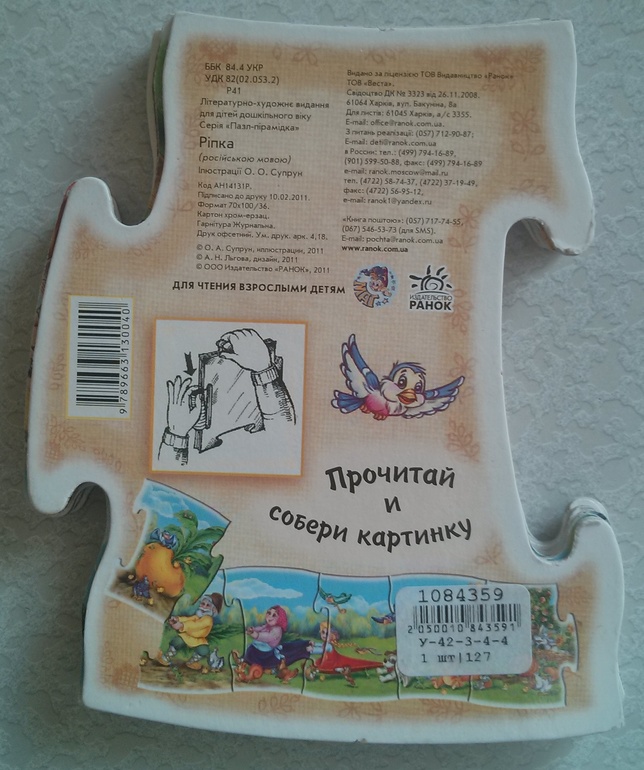 ББК 84.4 УКР
УДК 82(02.053.2)
Р41
Літературно-художнє видання
для дітей дошкільного віку
Серія «Пазл-пірамідка»
Ріпка
(російською мовою)
Ілюстрації О. О. Супрун
Код АН14131Р.
Підписано до друку 10.02.2011.
Формат 70х100/36.
Картон хром-ерзац.
Гарнітура Журнальна.
Друк офсетний. Ум. друк. арк. 4,18.
© О. А. Супрун, иллюстрации, 2011
© А. Н. Льгова, дизайн, 2011
© ООО Издательство «РАНОК», 2011
Видано за ліцензією ТОВ Видавництво «Ранок»
ТОВ «Веста».
Свідоцтво ДК № 3323 від 26.11.2008.
61064 Харків, вул. Бакуніна, 8а
Для листів: 61045 Харків, а/с 3355.
E-mail: office@ranok.com.ua.
З питань реалізації: (057) 712-90-87;
E-mail: deti@ranok.com.ua
в России: тел.: (499) 794-16-89,
(901) 599-50-88, факс: (499) 794-16-89
e-mail: ranok.moscow@mail.ru
тел. (4722) 58-74-37, (4722) 37-19-49,
факс: (4722) 56-95-12,
e-mail: ranok1@yandex.ru
«Книга поштою»: (057) 717-74-55,
(067) 546-53-73 (для SMS).
E-mail: pochta@ranok.com.ua
www.ranok.com.ua
ДЛЯ ЧТЕНИЯ ВЗРОСЛЫМИ ДЕТЯМ
МАГ
ИЗДАТЕЛЬСТВО
РАНОК
9 789663 130040
Прочитай
и
собери картинку
1084359
2 050010 843591
У-42-3-4-4
1 шт|127